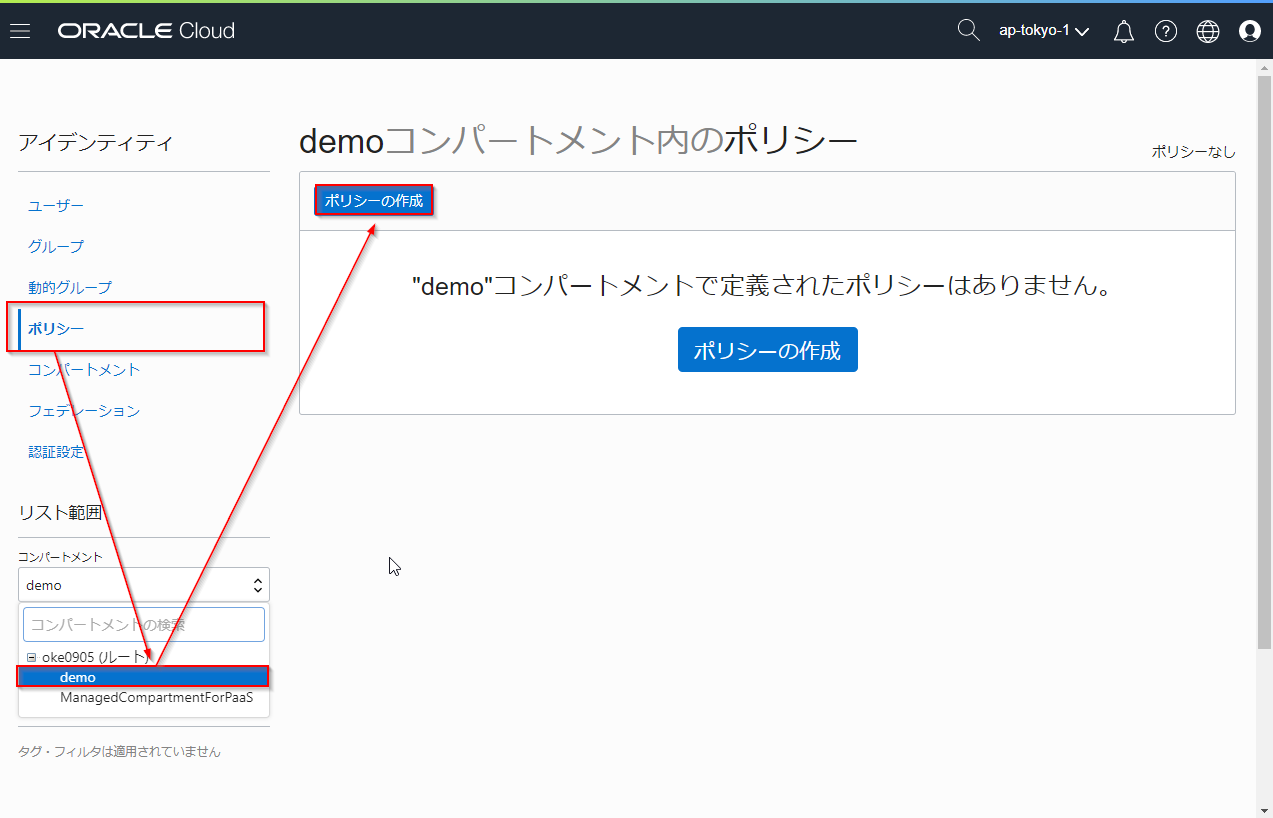 ORACLE Cloud
ap-tokyo-1
アイデンティティ
ユーザー
グループ
動的グループ
ポリシー
コンパートメント
フェデレーション
認証設定
リスト範囲
コンパートメント
demo
コンパートメントの検索
oke0905 (ルート)
demo
ManagedCompartmentForPaaS
タグ・フィルタは適用されていません
demoコンパートメント内のポリシー
ポリシーなし
ポリシーの作成
"demo"コンパートメントで定義されたポリシーはありません。
ポリシーの作成